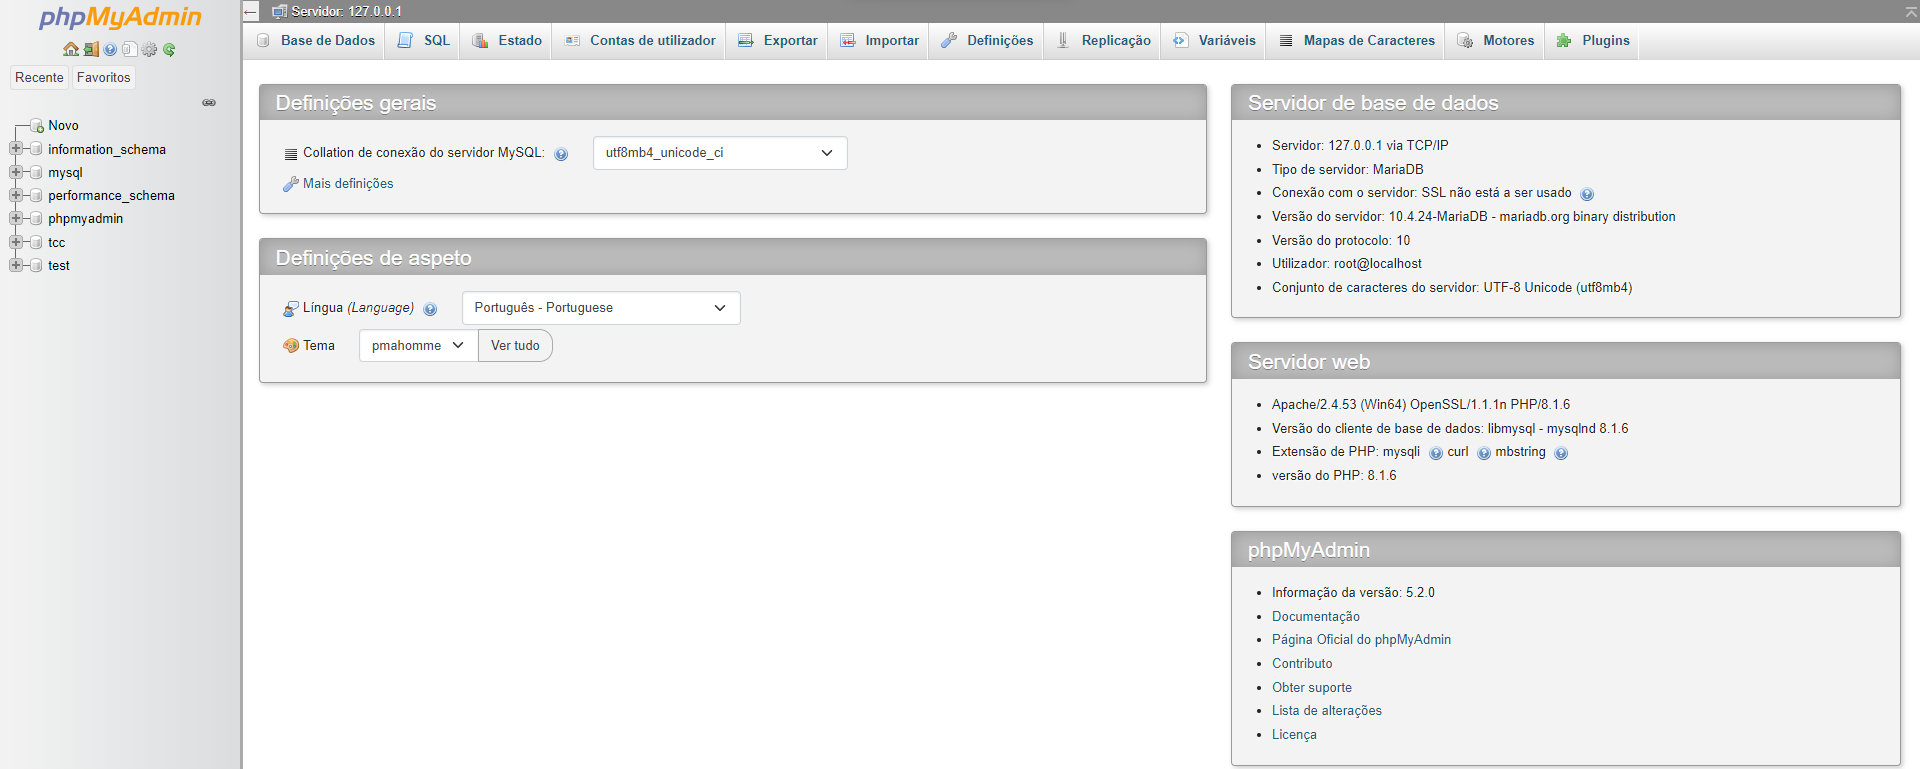 phpMyAdmin
Recente Favoritos
Novo
information_schema
mysql
performance_schema
phpmyadmin
tcc
test
Servidor: 127.0.0.1
Base de Dados SQL Estado Contas de utilizador Exportar Importar Definições Replicação Variáveis Mapas de Caracteres Motores Plugins
Definições gerais
Collation de conexão do servidor MySQL: utf8mb4_unicode_ci
Mais definições
Definições de aspeto
Língua (Language) Português - Portuguese
Tema pmahomme Ver tudo
Servidor de base de dados
Servidor: 127.0.0.1 via TCP/IP
Tipo de servidor: MariaDB
Conexão com o servidor: SSL não está a ser usado
Versão do servidor: 10.4.24-MariaDB - mariadb.org binary distribution
Versão do protocolo: 10
Utilizador: root@localhost
Conjunto de caracteres do servidor: UTF-8 Unicode (utf8mb4)
Servidor web
Apache/2.4.53 (Win64) OpenSSL/1.1.1n PHP/8.1.6
Versão do cliente de base de dados: libmysql - mysqlnd 8.1.6
Extensão de PHP: mysqli curl mbstring
versão do PHP: 8.1.6
phpMyAdmin
Informação da versão: 5.2.0
Documentação
Página Oficial do phpMyAdmin
Contributo
Obter suporte
Lista de alterações
Licença